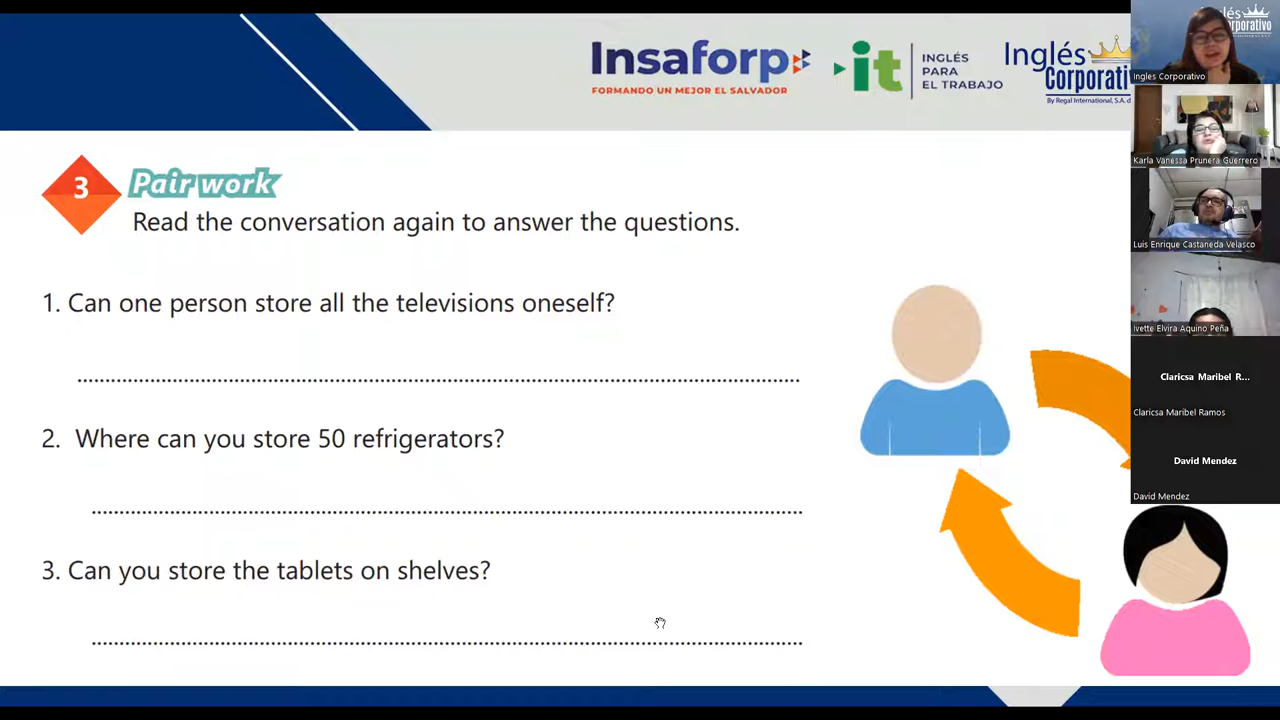 Insaforp
FORMANDO UN MEJOR EL SALVADOR
it
INGLÉS
PARA
EL TRABAJO
Inglés
Corporati
By Regal International, S.A. d
3
Pair work
Read the conversation again to answer the questions.
1. Can one person store all the televisions oneself?
2. Where can you store 50 refrigerators?
3. Can you store the tablets on shelves?
Ingles Corporativo
Karla Vanessa Prunera Guerrero
Luis Enrique Castaneda Velasco
Ivette Elvira Aquino Peña
Claricsa Maribel R...
Claricsa Maribel Ramos
David Mendez
David Mendez